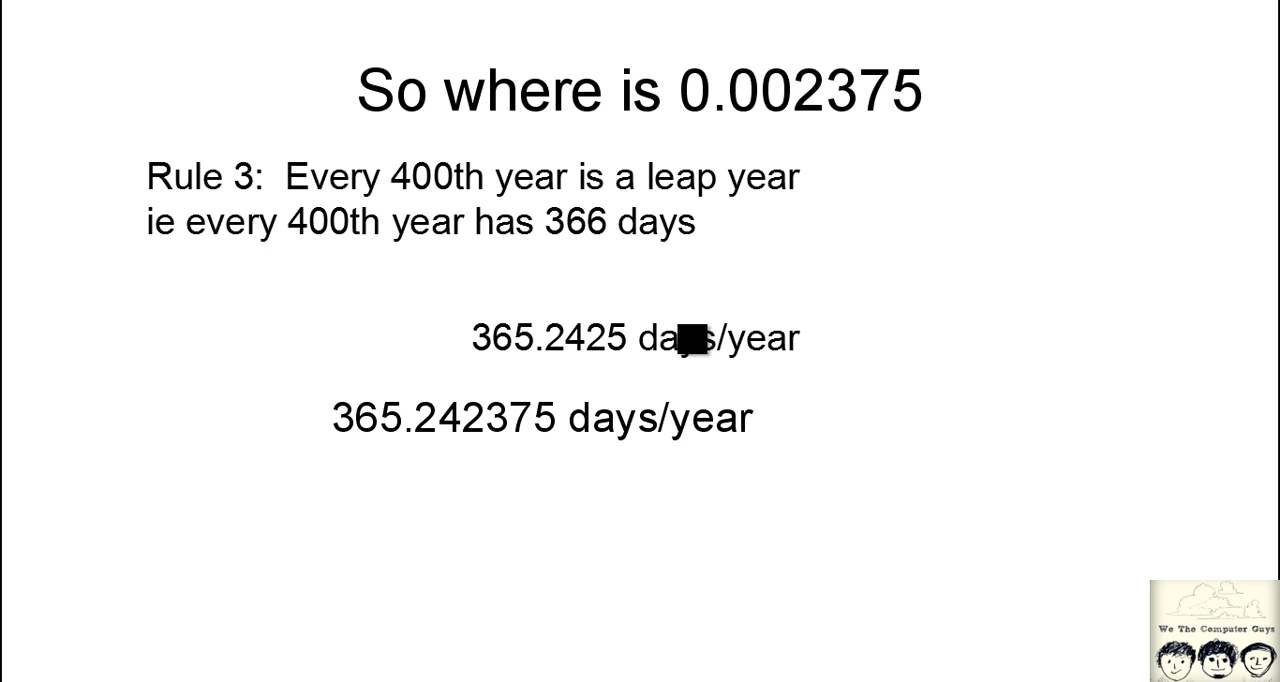 So where is 0.002375
Rule 3: Every 400th year is a leap year
ie every 400th year has 366 days
365.2425 days/year
365.242375 days/year
We The Computer Guys